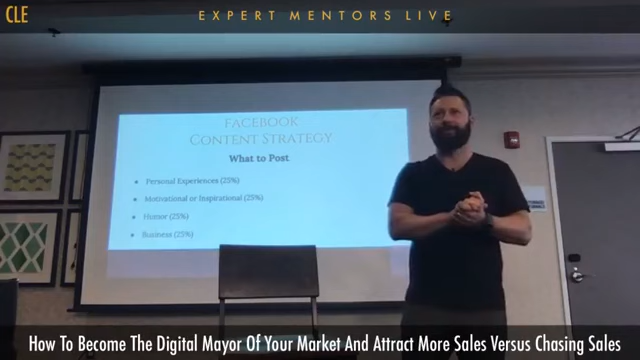 CLE
EXPERT MENTORS LIVE
FACEBOOK
CONTENT STRATEGY
What to Post
Personal Experiences (25%)
Motivational or Inspirational (25%)
Humor (25%)
Business (25%)
How To Become The Digital Mayor Of Your Market And Attract More Sales Versus Chasing Sales